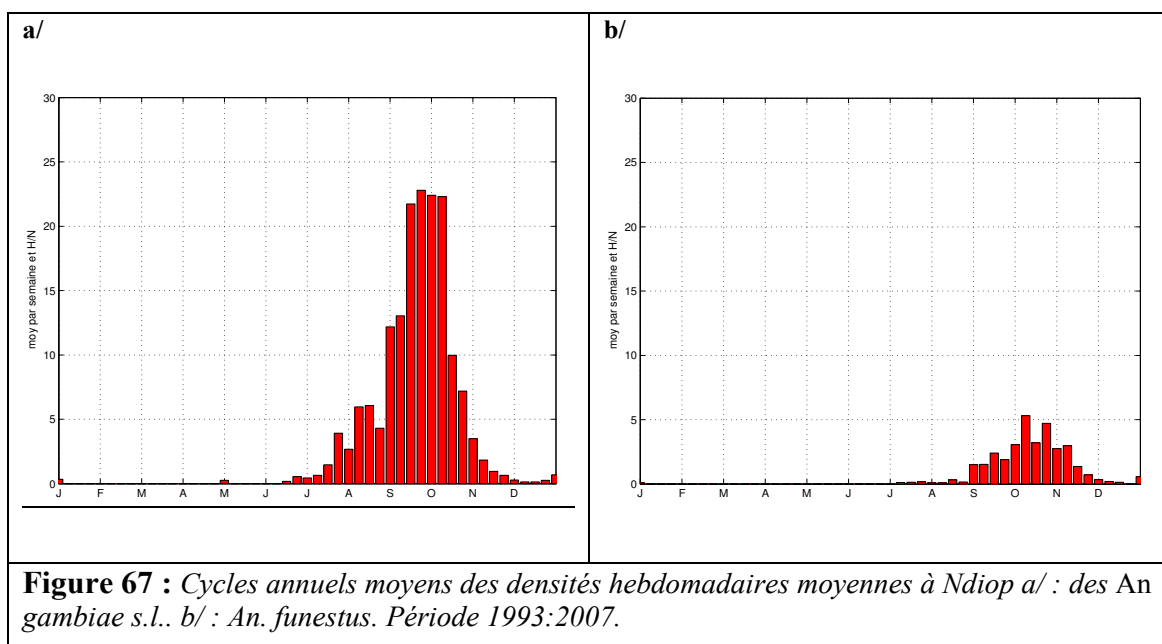 a/
30
25
20
15
10
5
0
moy par semaine et H/N
J F M A M J J A S O N D
b/
30
25
20
15
10
5
0
moy par semaine et H/N
J F M A M J J A S O N D
Figure 67 : Cycles annuels moyens des densités hebdomadaires moyennes à Ndiop a/ : des An
gambiae s.l.. b/ : An. funestus. Période 1993:2007.